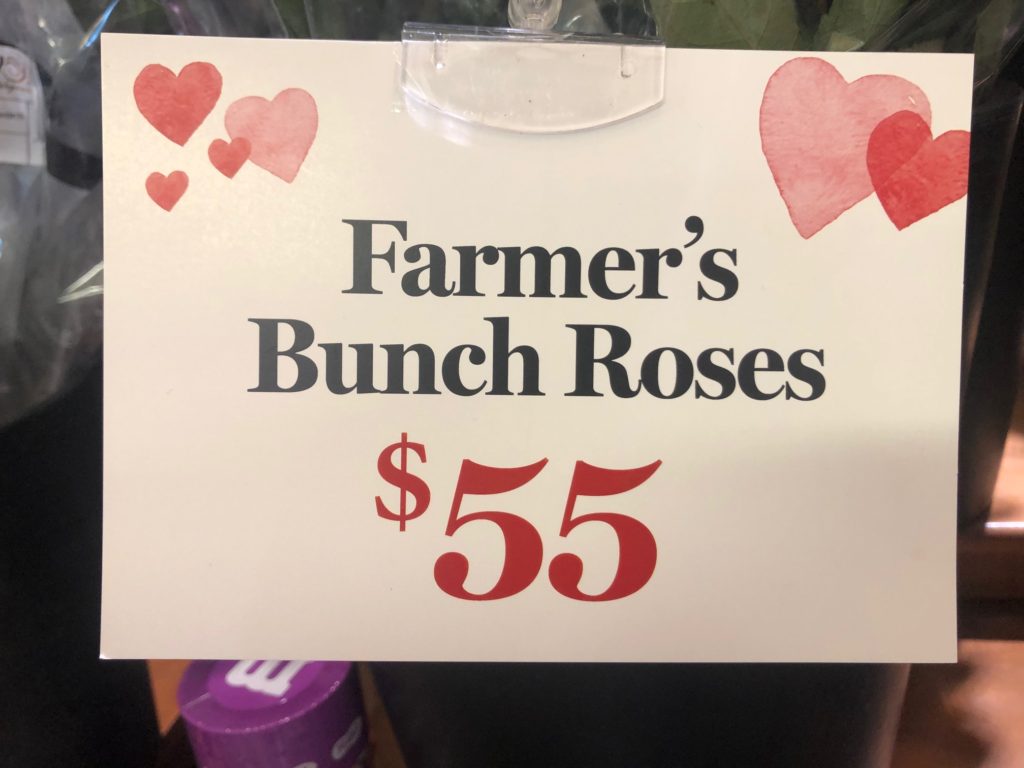 Farmer's
Bunch Roses
$55
m